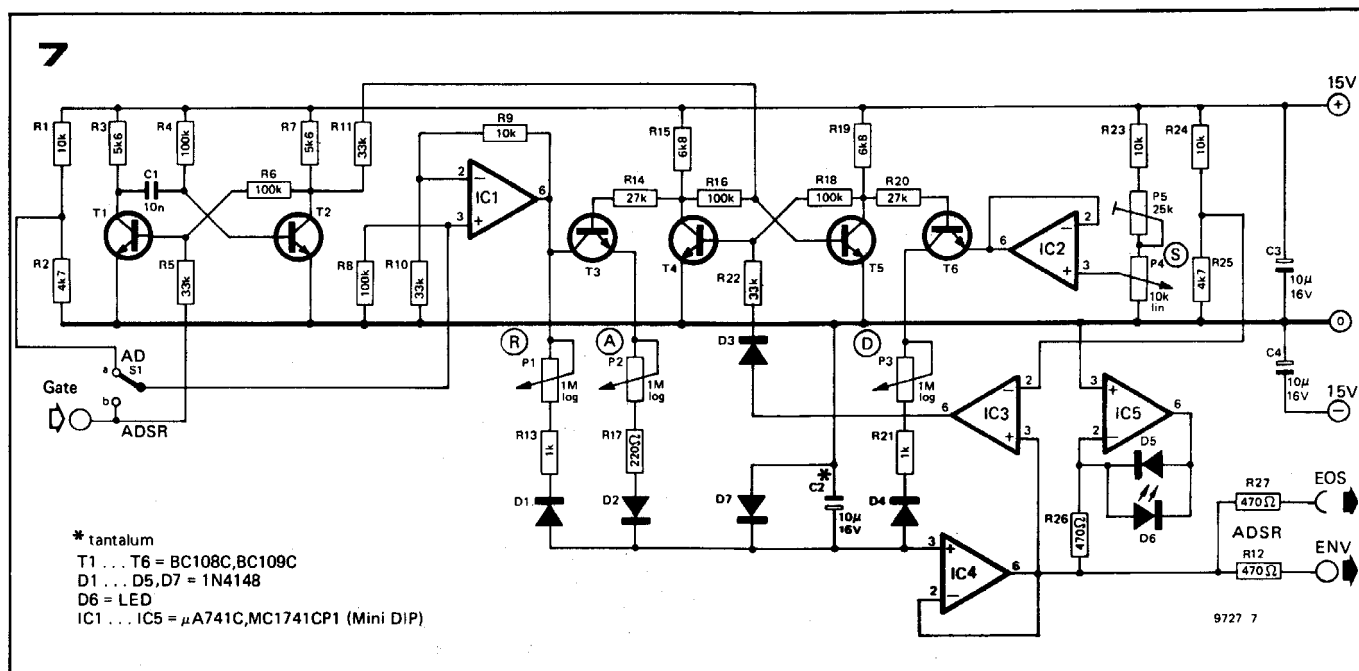 7
15V
+
R1
10k
R3
5k6
R4
100k
R7
5k6
R11
33k
R9
10k
R15
6k8
R19
6k8
R23
10k
R24
10k
C1
10n
R6
100k
T1
T2
2
−
IC1
6
3
+
R14
27k
R16
100k
R18
100k
R20
27k
P5
25k
2
−
6
IC2
+
3
S
P4
10k
lin
R25
4k7
C3
10µ
16V
R2
4k7
R5
33k
R8
100k
R10
33k
T3
T4
R22
33k
T5
T6
0
AD
a
S1
b
ADSR
Gate
R
P1
1M
log
A
P2
1M
log
D3
D
P3
1M
log
C4
10µ
16V
15V
−
6
−
2
IC3
+
3
3
+
IC5
6
2
−
R13
1k
R17
220Ω
R21
1k
D5
D6
D1
D2
D7
*
C2
10µ
16V
D4
R26
470Ω
R27
470Ω
EOS
ADSR
R12
470Ω
ENV
3
+
IC4
6
2
−
* tantalum
T1 ... T6 = BC108C,BC109C
D1 ... D5,D7 = 1N4148
D6 = LED
IC1 ... IC5 = µA741C,MC1741CP1 (Mini DIP)
9727 7